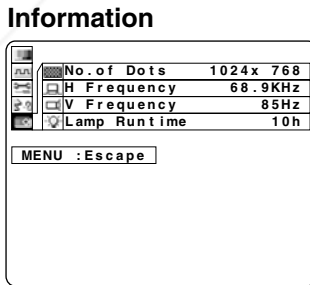 Information
No.of Dots 1024x 768
H Frequency 68.9KHz
V Frequency 85Hz
Lamp Runtime 10h
MENU :Escape